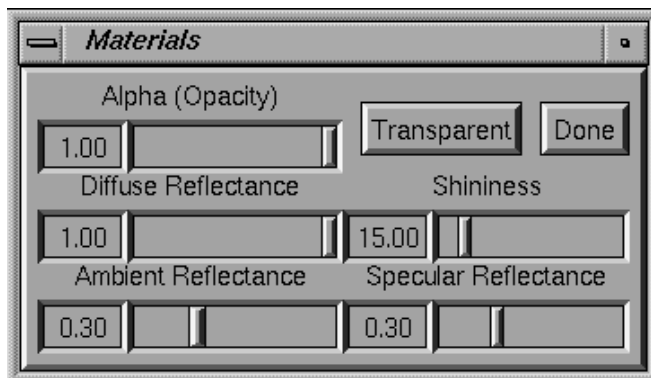 Materials
Alpha (Opacity)
Transparent Done
1.00
Diffuse Reflectance Shininess
1.00 15.00
Ambient Reflectance Specular Reflectance
0.30 0.30